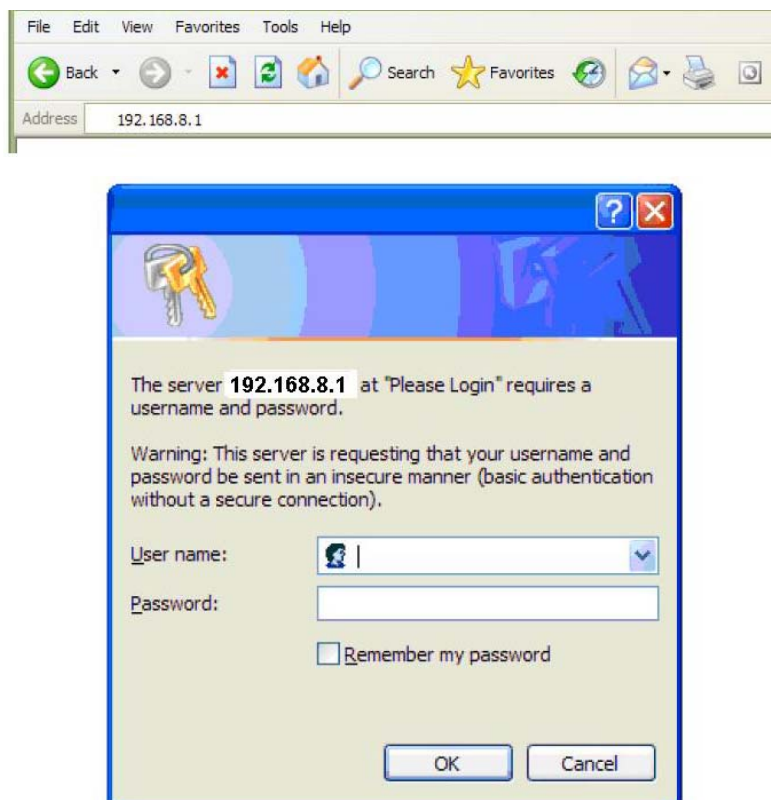 File Edit View Favorites Tools Help
Back Search Favorites
Address 192.168.8.1
?
The server 192.168.8.1 at "Please Login" requires a
username and password.
Warning: This server is requesting that your username and
password be sent in an insecure manner (basic authentication
without a secure connection).
User name:
Password:
Remember my password
OK Cancel